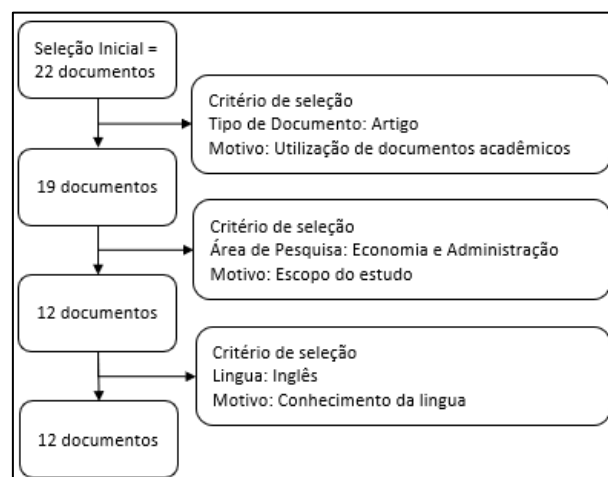 Seleção Inicial =
22 documentos
Critério de seleção
Tipo de Documento: Artigo
Motivo: Utilização de documentos acadêmicos
19 documentos
Critério de seleção
Área de Pesquisa: Economia e Administração
Motivo: Escopo do estudo
12 documentos
Critério de seleção
Lingua: Inglês
Motivo: Conhecimento da lingua
12 documentos